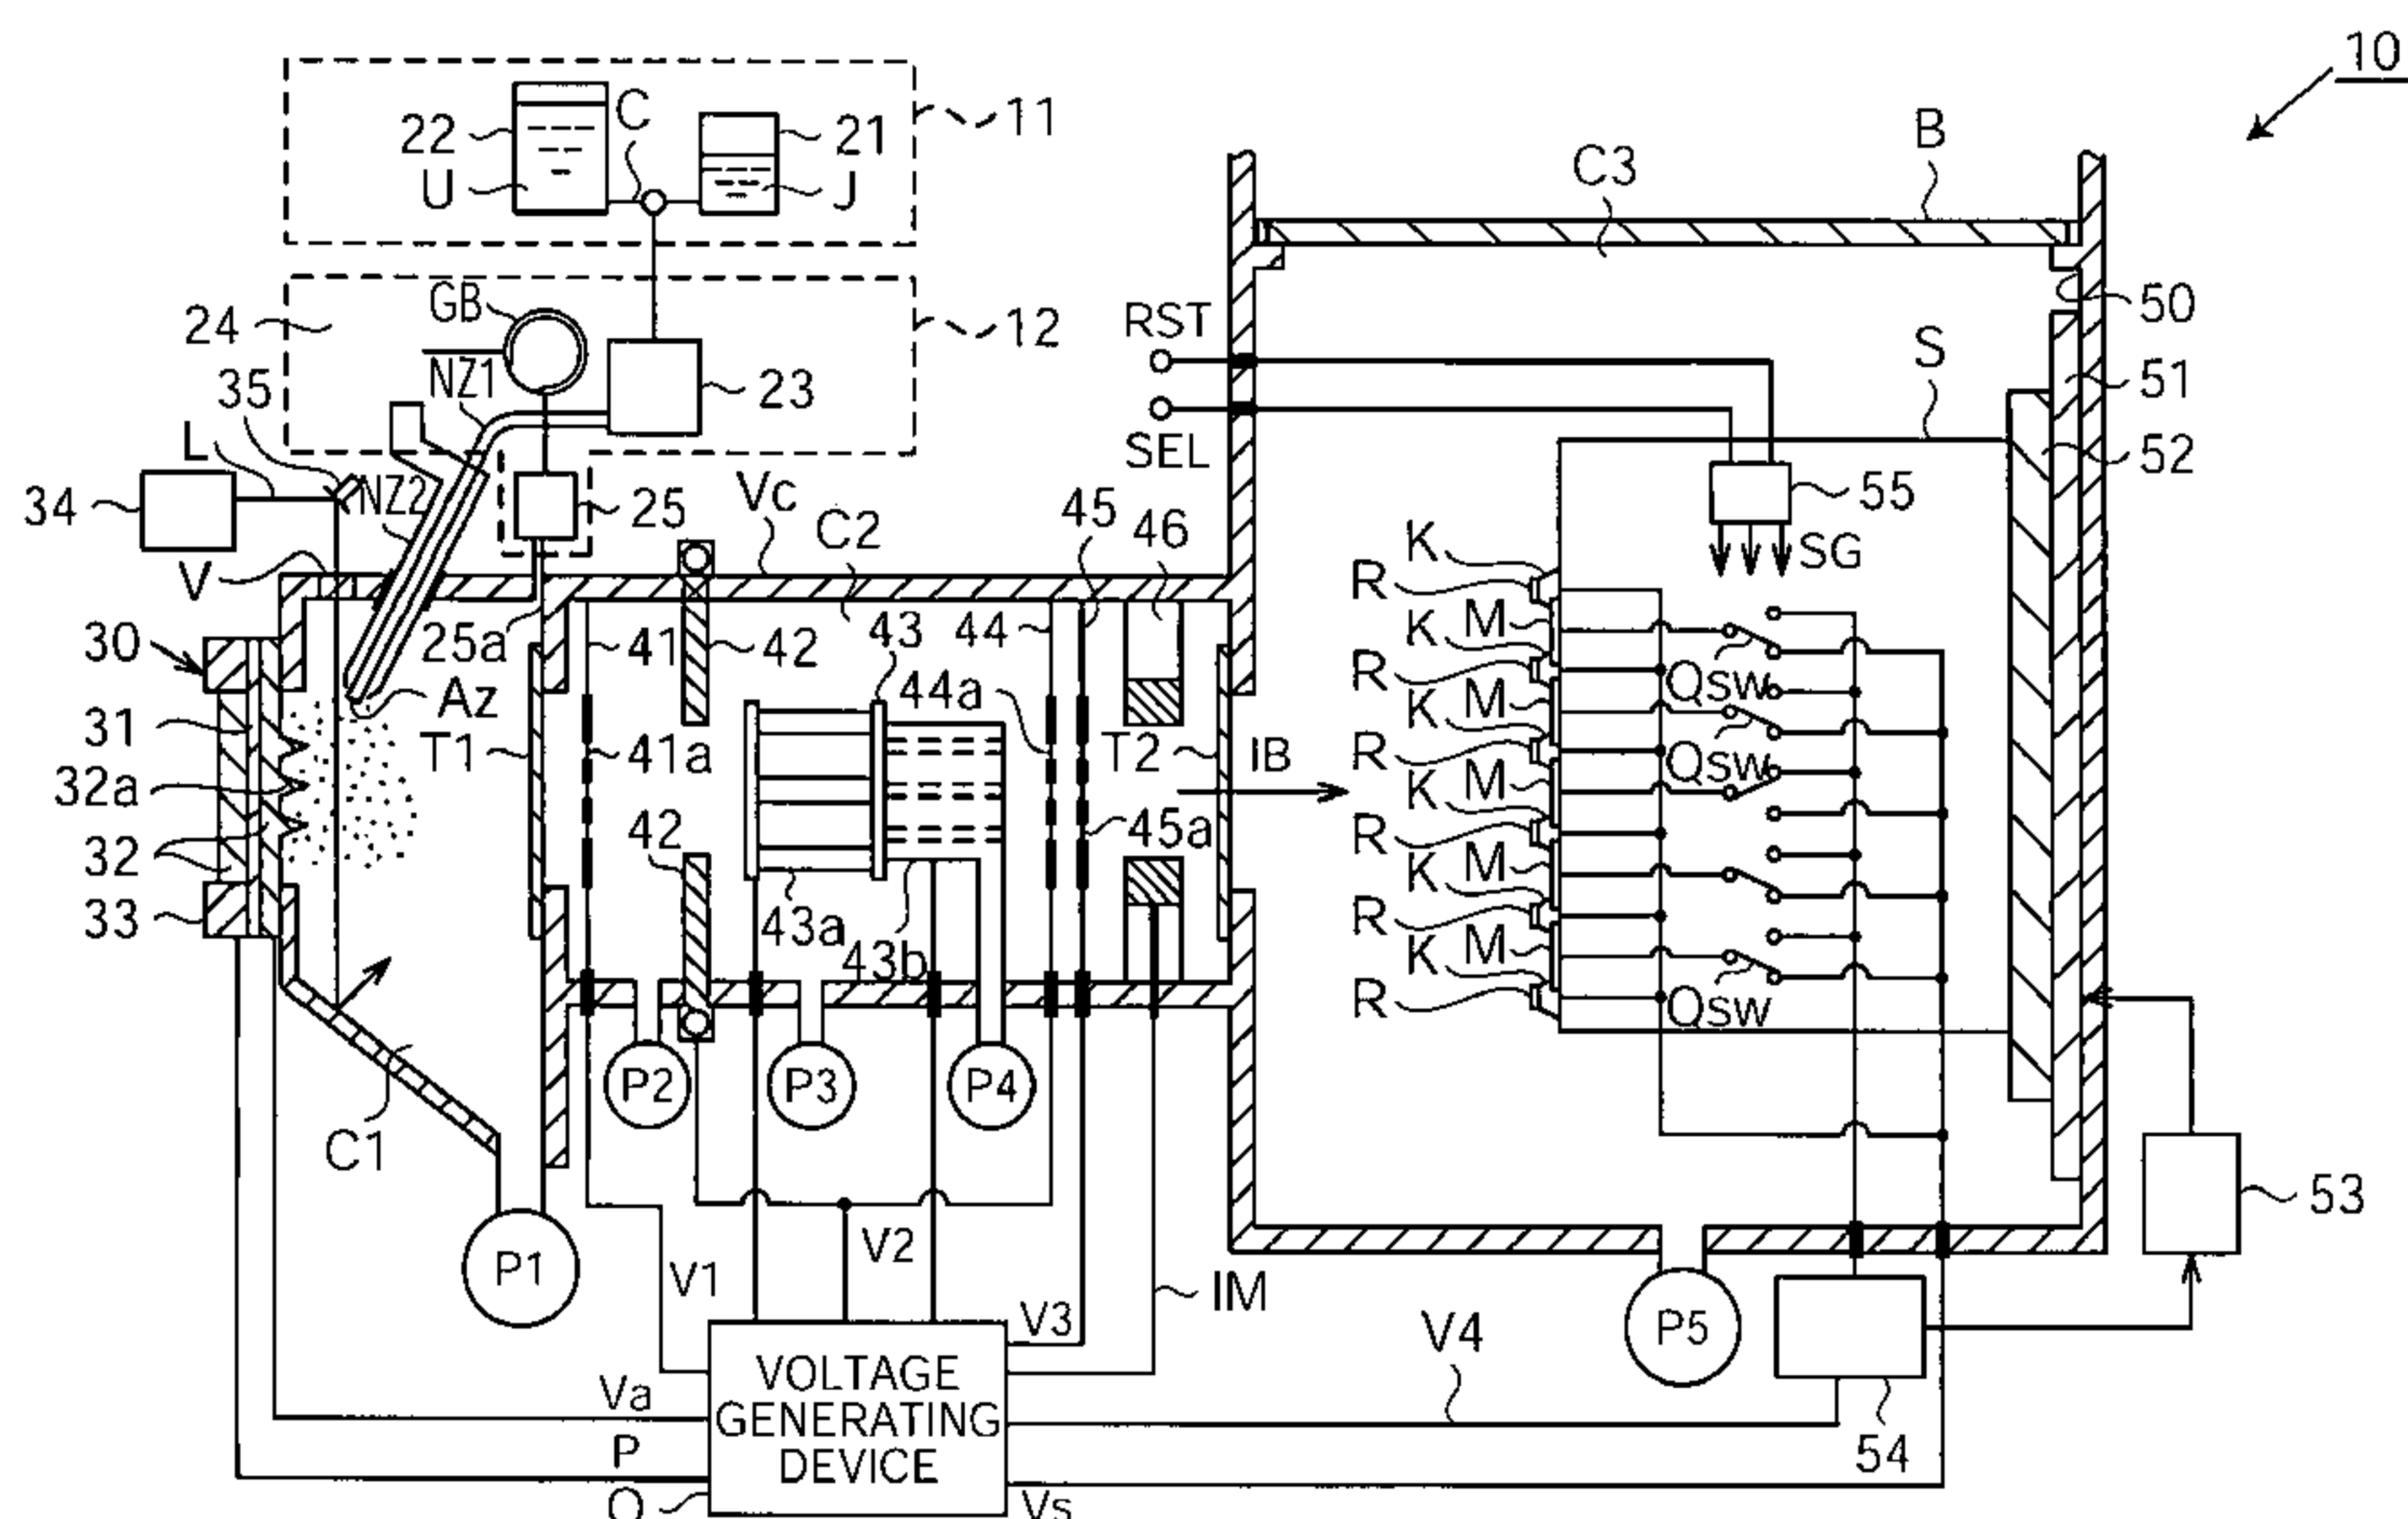 10
22
C
21
11
U
J
B
C3
GB
24
12
RST
50
NZ1
23
S
51
35
L
SEL
52
34
NZ2
25
Vc
C2
45
46
55
K
SG
V
R
M
25a
41
42
43
44
K
30
R
QSW
Az
44a
K
M
31
T1
41a
T2
IB
R
QSW
32a
K
M
42
45a
R
32
K
M
33
43a
R
43b
K
M
R
QSW
P2
P3
P4
C1
53
V2
P1
V1
IM
V3
P5
V4
Va
VOLTAGE
GENERATING
DEVICE
P
54
Q
Vs